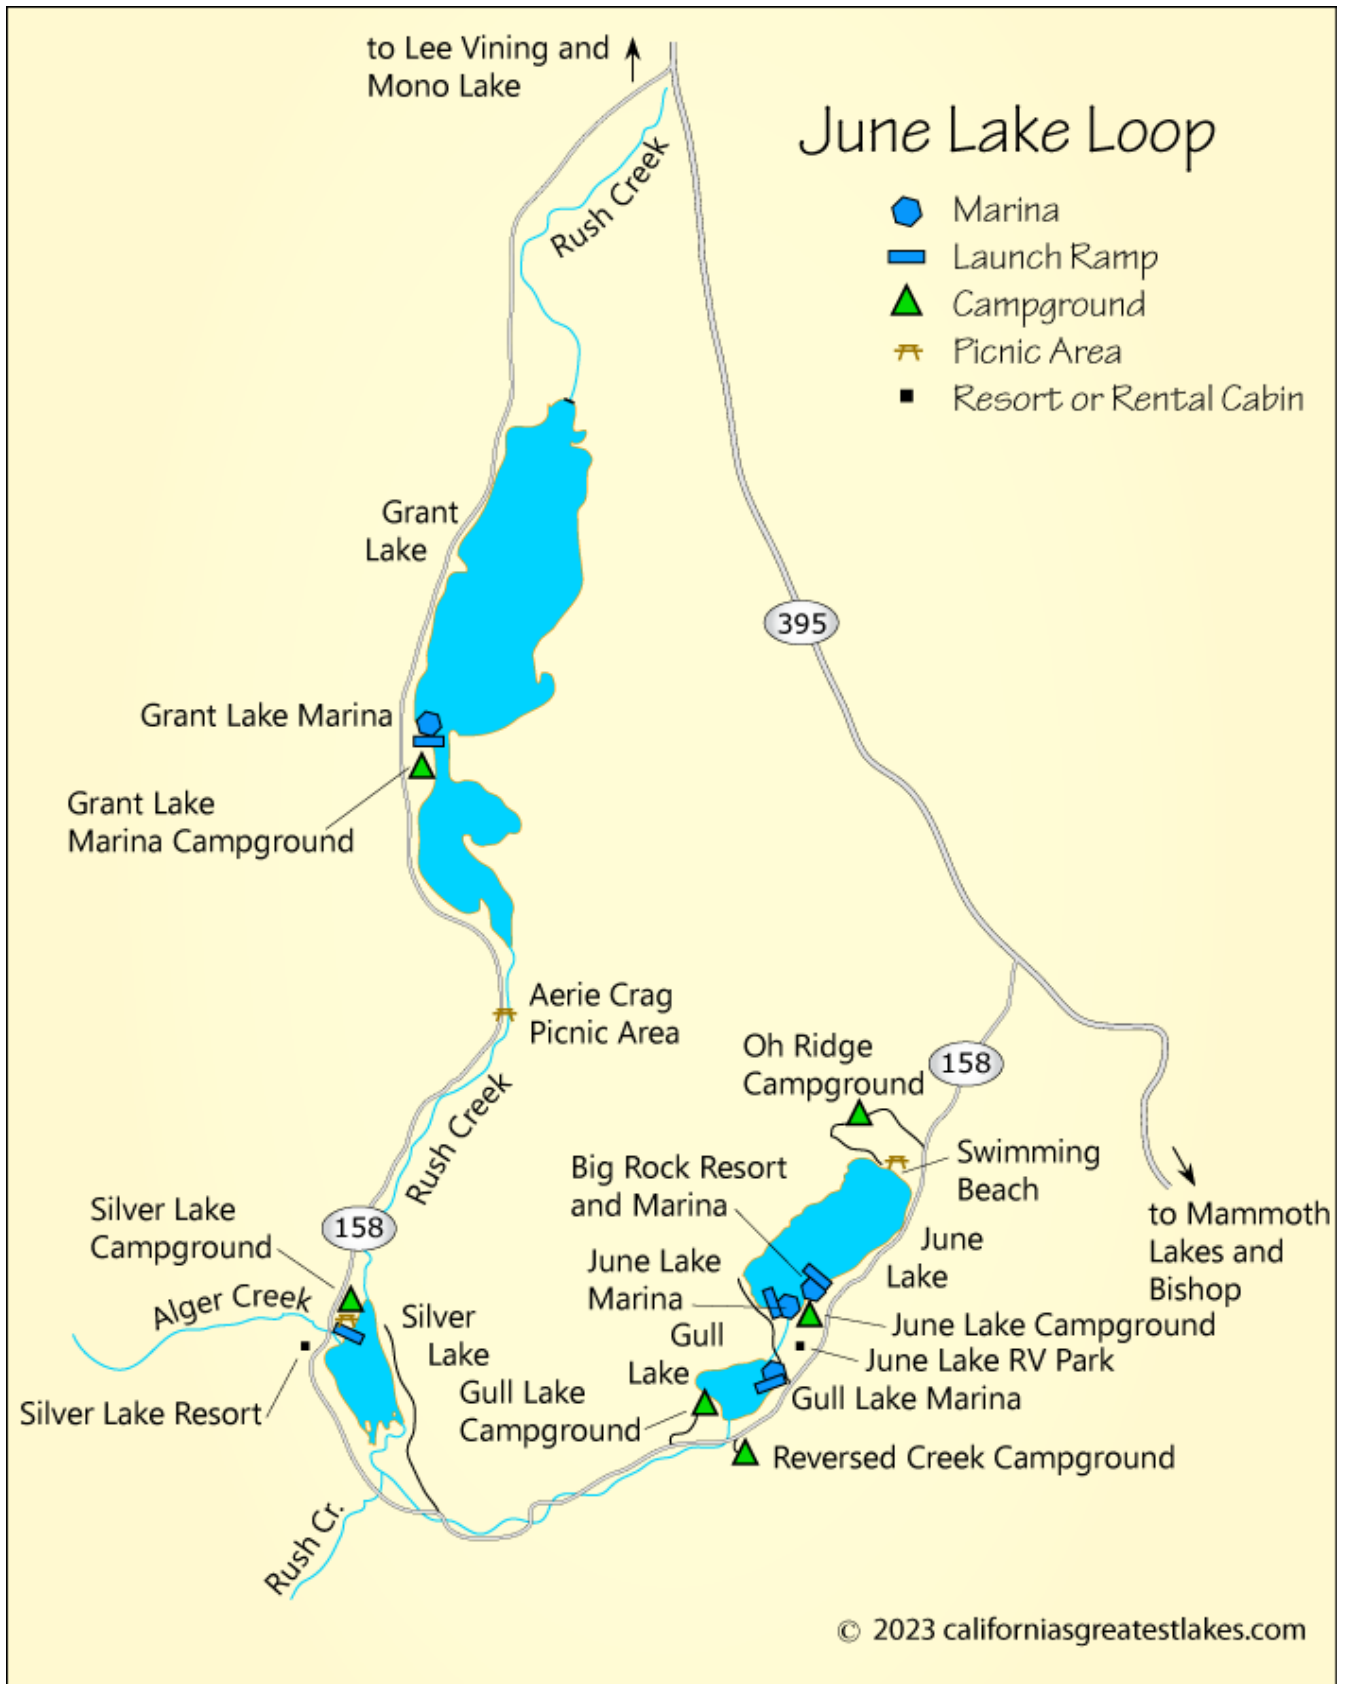 to Lee Vining and
Mono Lake
June Lake Loop
Rush Creek
Marina
Launch Ramp
Campground
Picnic Area
Resort or Rental Cabin
Grant
Lake
395
Grant Lake Marina
Grant Lake
Marina Campground
Aerie Crag
Picnic Area
Oh Ridge
Campground
158
Rush Creek
Swimming
Beach
Big Rock Resort
and Marina
Silver Lake
Campground
158
to Mammoth
Lakes and
Bishop
June
Lake
June Lake
Marina
Alger Creek
Silver
Lake
Gull
Lake
June Lake Campground
June Lake RV Park
Gull Lake
Campground
Gull Lake Marina
Silver Lake Resort
Reversed Creek Campground
Rush Cr.
© 2023 californiasgreatestlakes.com